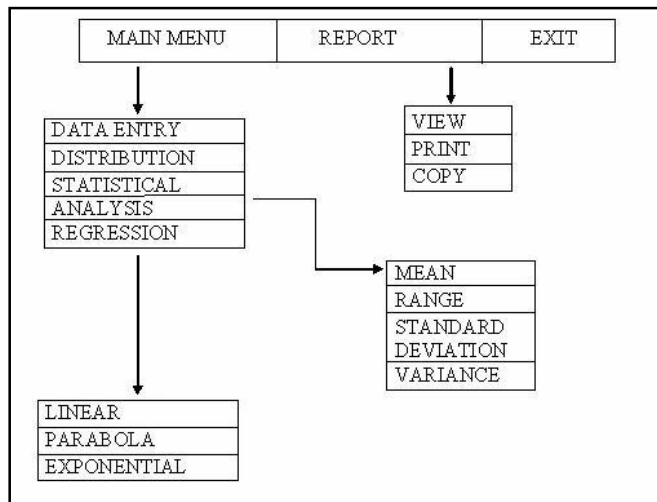 MAIN MENU REPORT EXIT
DATA ENTRY
DISTRIBUTION
STATISTICAL
ANALYSIS
REGRESSION
VIEW
PRINT
COPY
MEAN
RANGE
STANDARD
DEVIATION
VARIANCE
LINEAR
PARABOLA
EXPONENTIAL